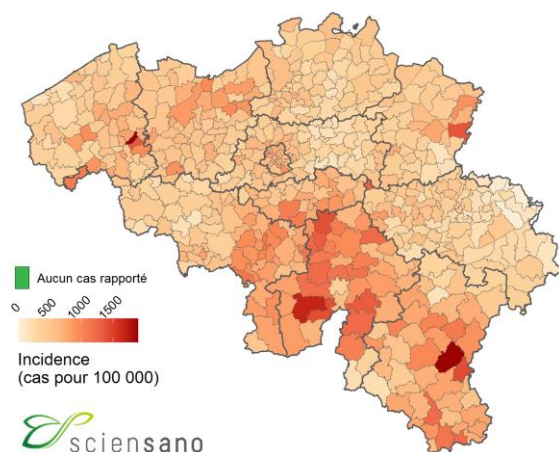 Aucun cas rapporté
0 500 1000 1500
Incidence
(cas pour 100 000)
sciensano